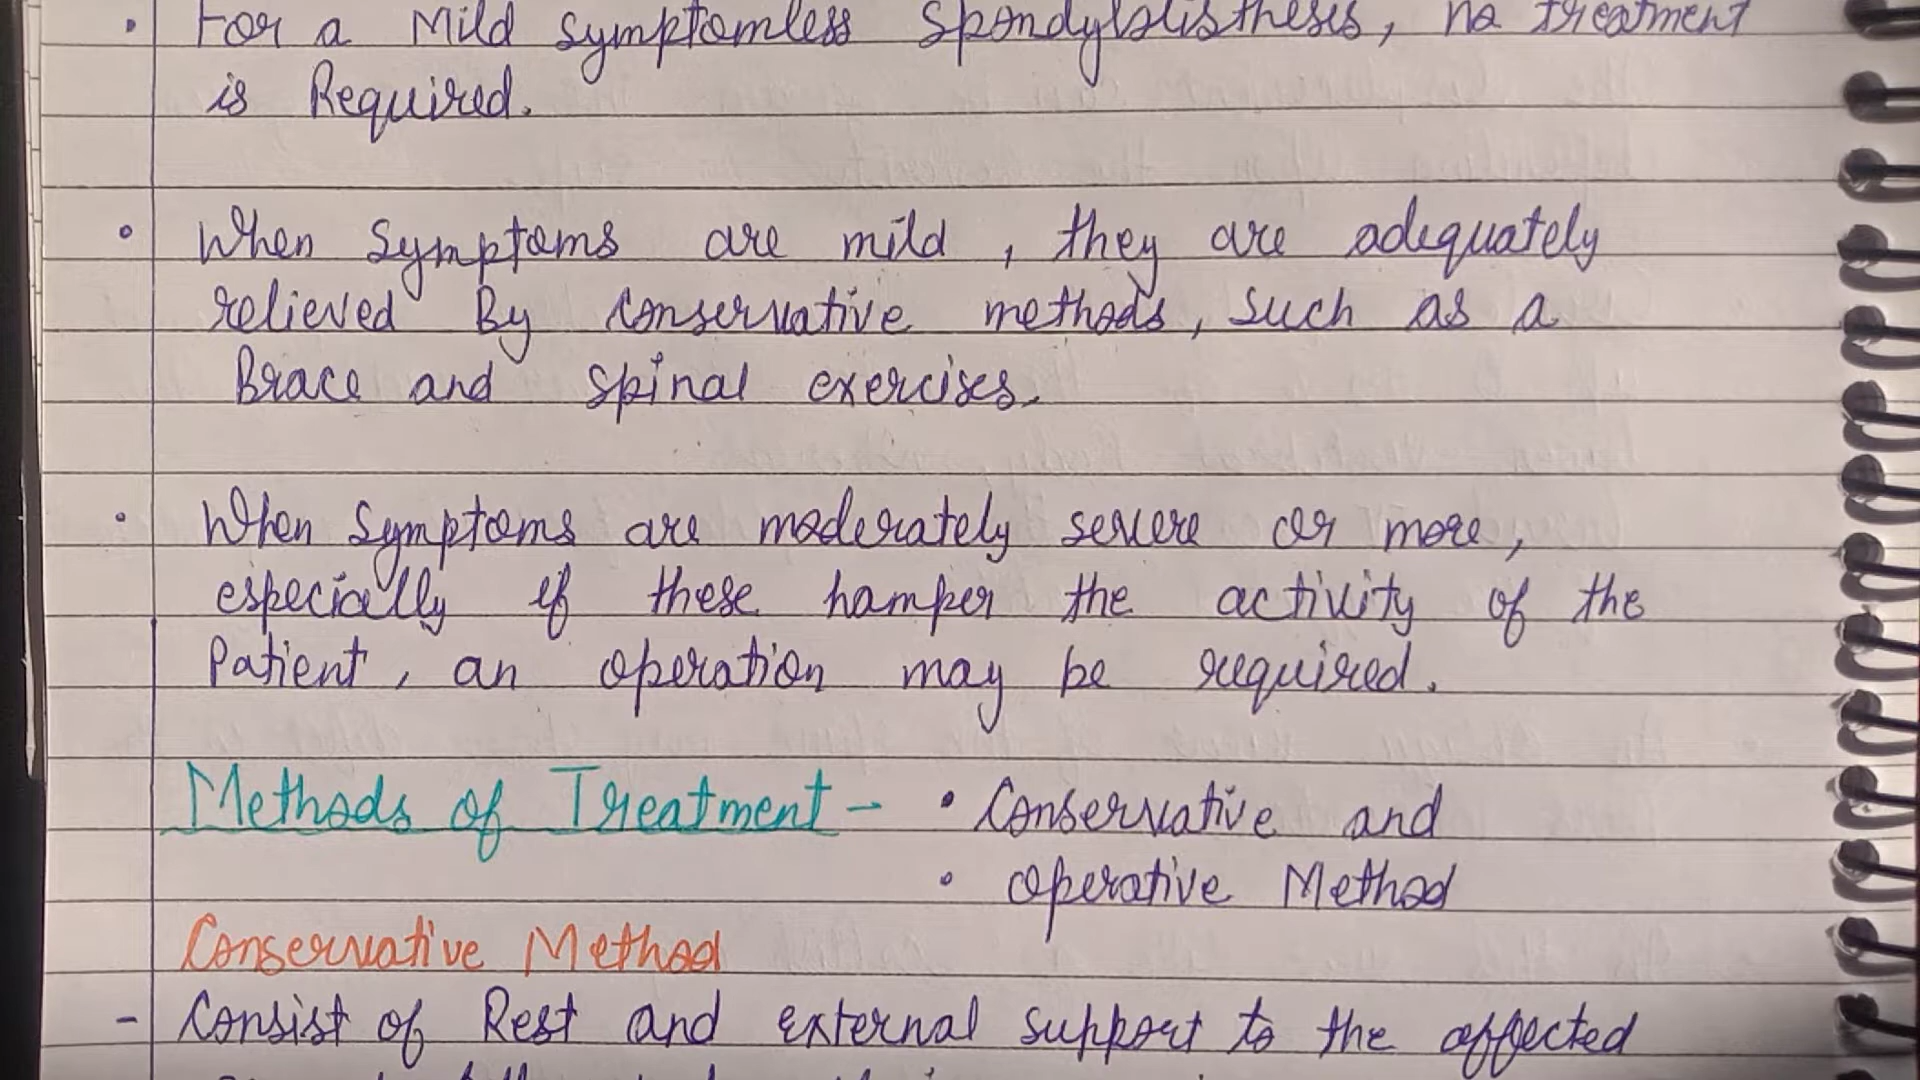 • For a Mild symptomless Spondylolisthesis, no treatment
is Required.
• When Symptoms are mild, they are adequately
relieved By conservative methods, such as a
Brace and spinal exercises.
• When Symptoms are moderately severe or more,
especially if these hamper the activity of the
Patient, an operation may be required.
Methods of Treatment - • Conservative and
• Operative Method
Conservative Method
- Consist of Rest and external support to the affected